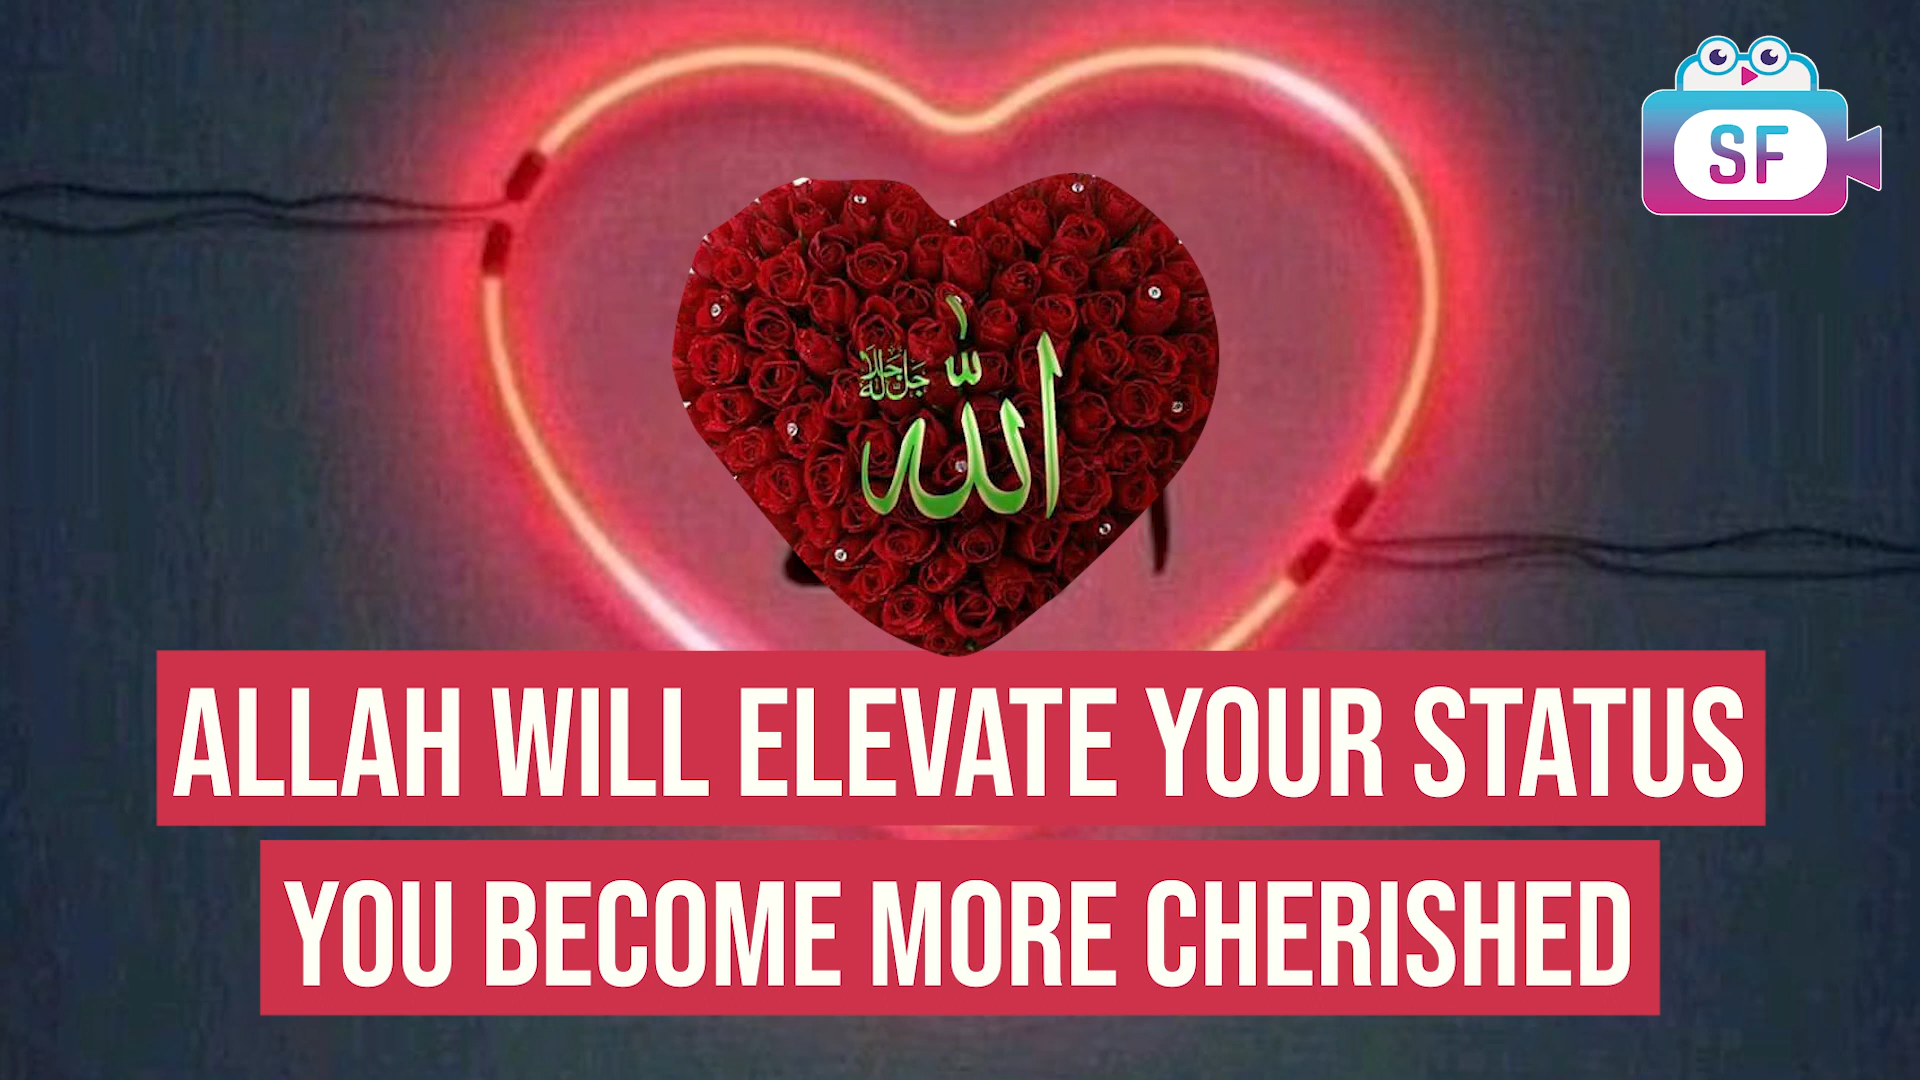 SF
الله
جل جلاله
ALLAH WILL ELEVATE YOUR STATUS
YOU BECOME MORE CHERISHED